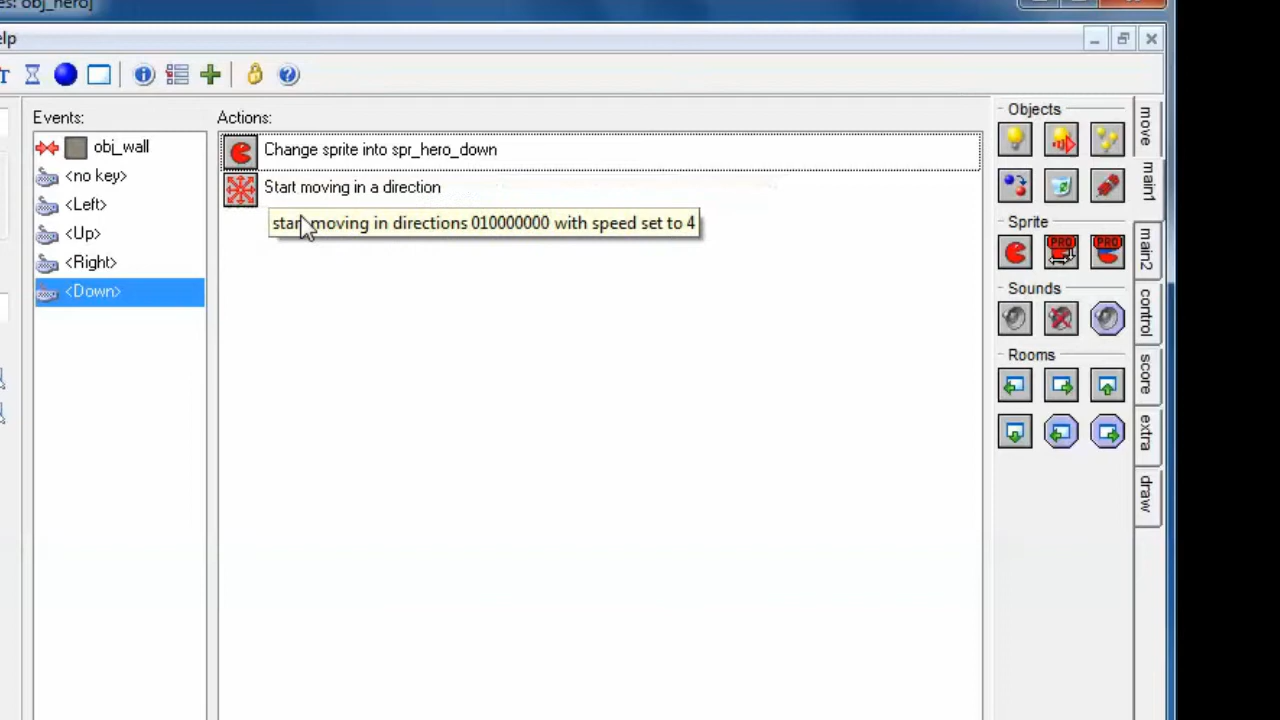 es: obj_hero]
elp
Events:
obj_wall
<no key>
<Left>
<Up>
<Right>
<Down>
Actions:
Change sprite into spr_hero_down
Start moving in a direction
start moving in directions 010000000 with speed set to 4
Objects
Sprite
PRO
PRO
Sounds
Rooms
move
main1
main2
control
score
extra
draw